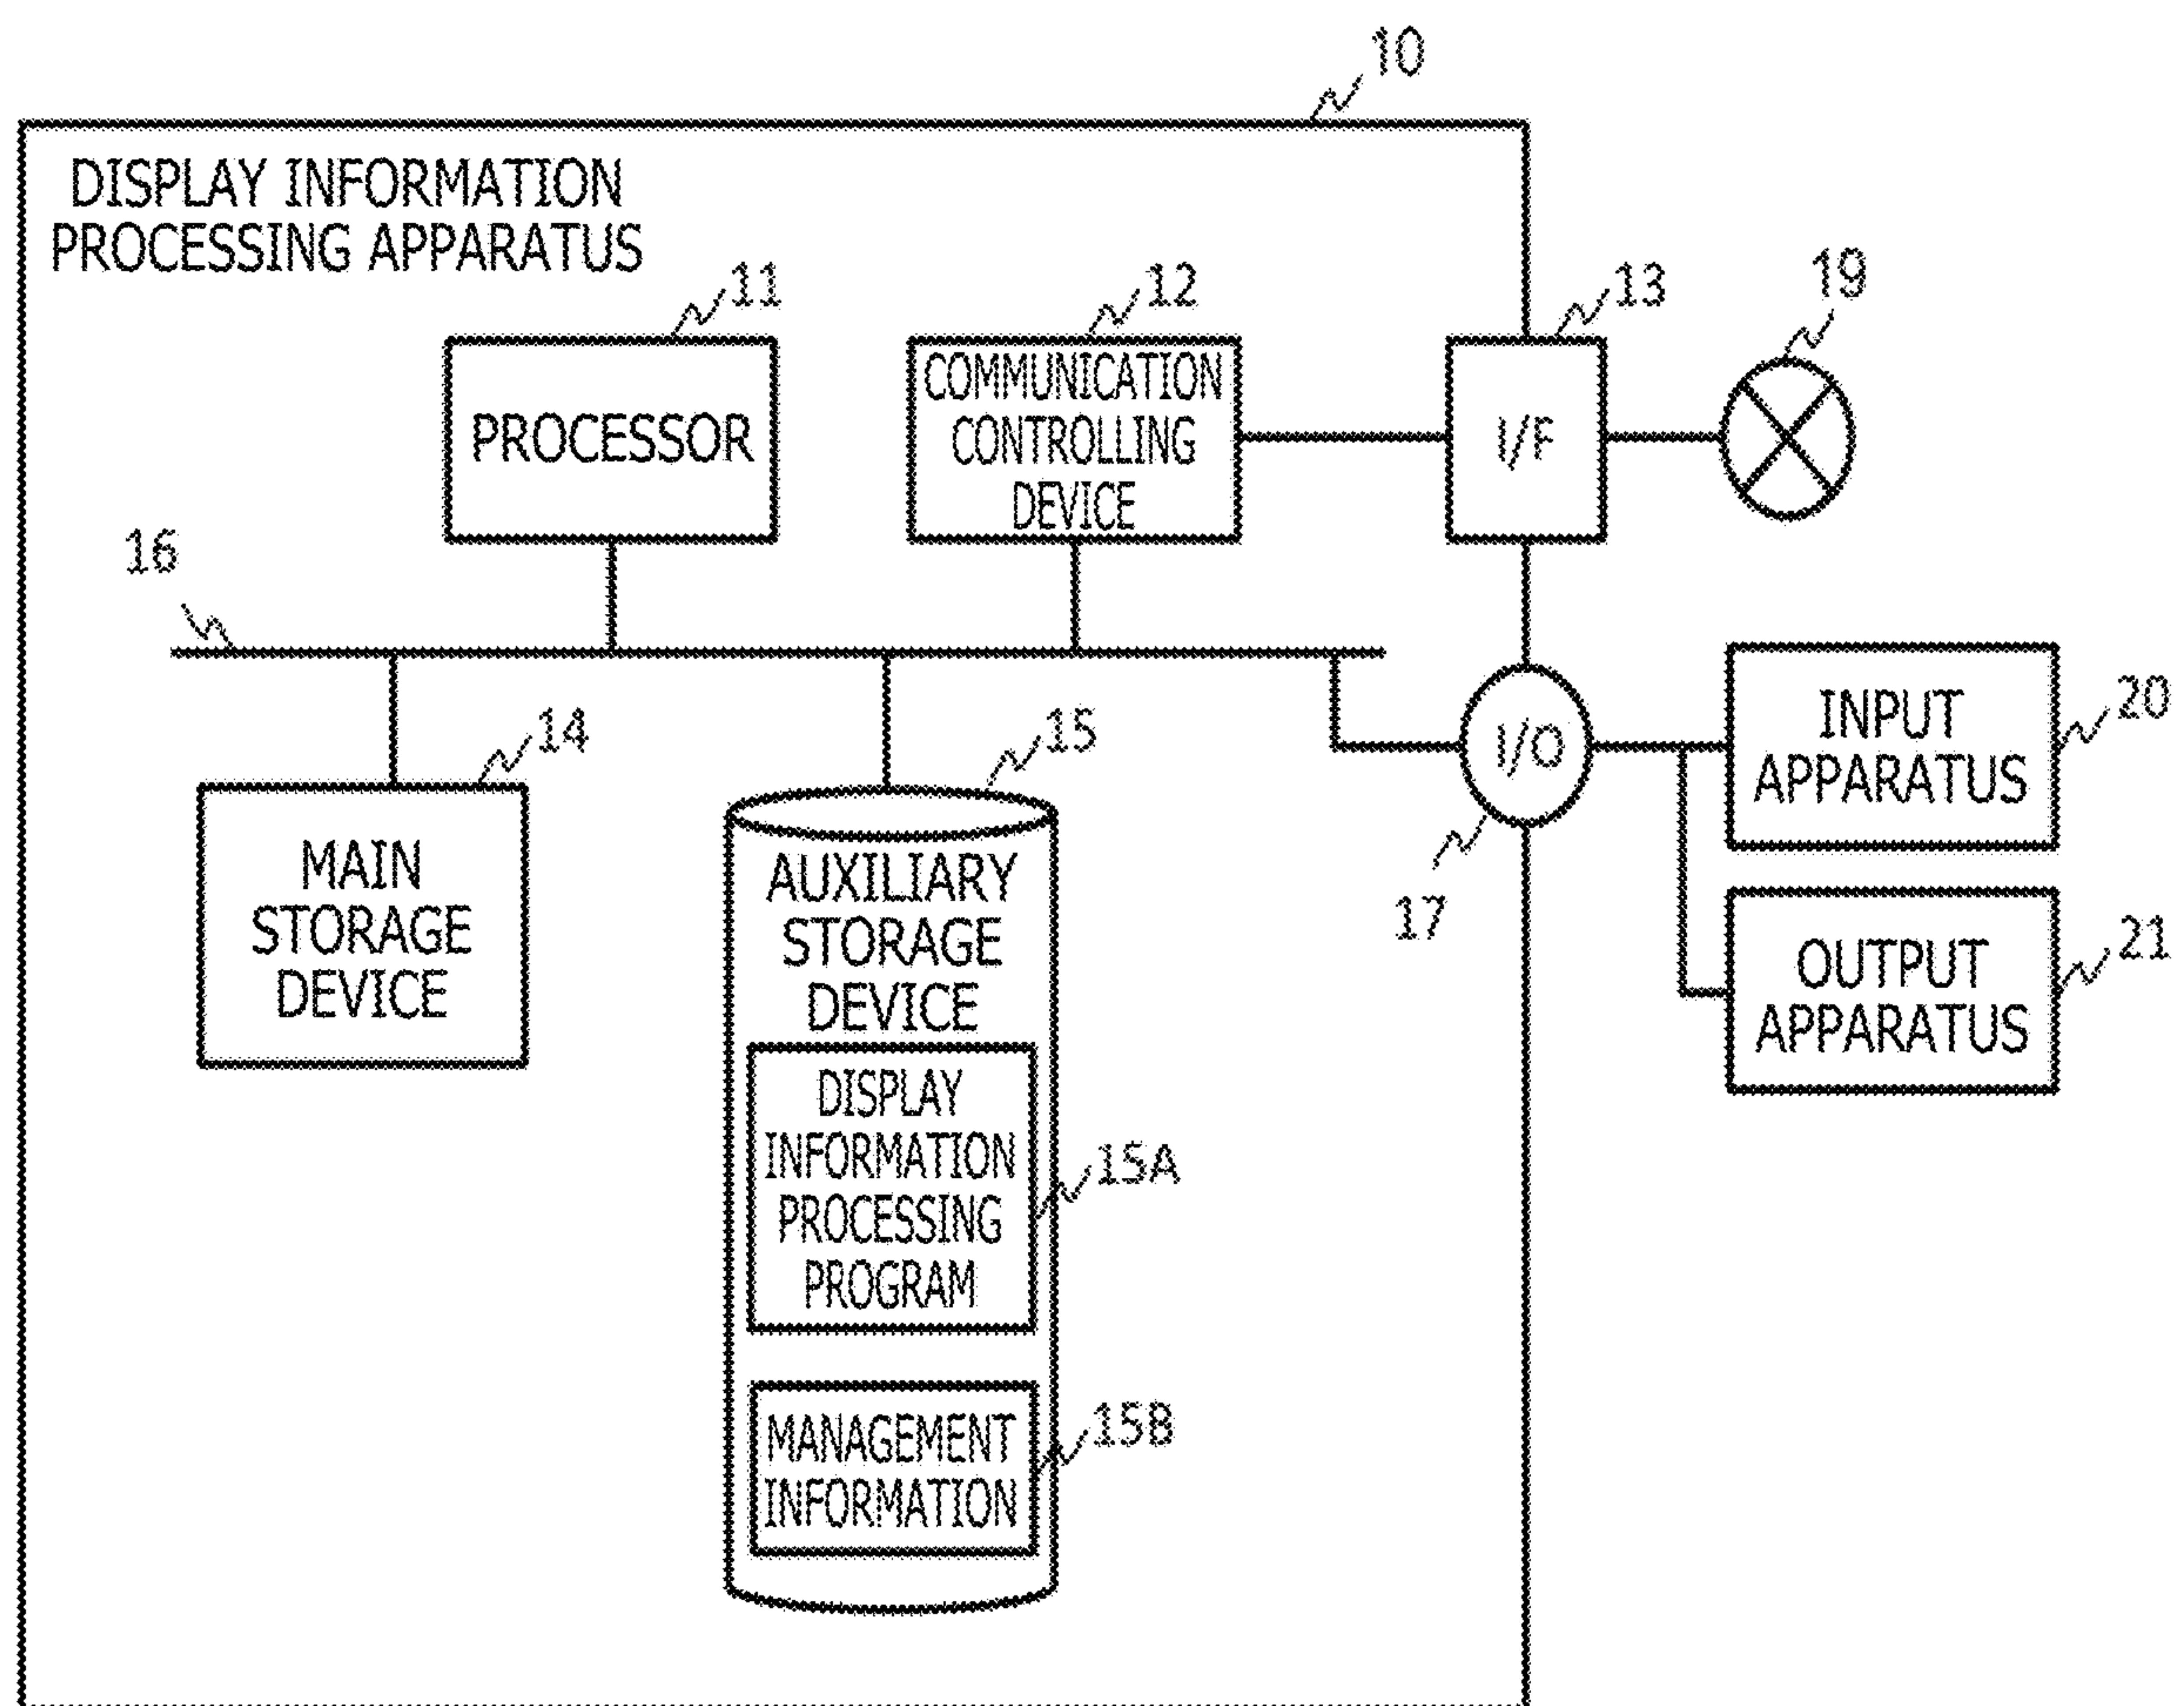 10
DISPLAY INFORMATION
PROCESSING APPARATUS
11
12
13
19
PROCESSOR
COMMUNICATION
CONTROLLING
DEVICE
I/F
16
14
15
I/O
17
INPUT
APPARATUS
20
MAIN
STORAGE
DEVICE
AUXILIARY
STORAGE
DEVICE
OUTPUT
APPARATUS
21
DISPLAY
INFORMATION
PROCESSING
PROGRAM
15A
MANAGEMENT
INFORMATION
15B